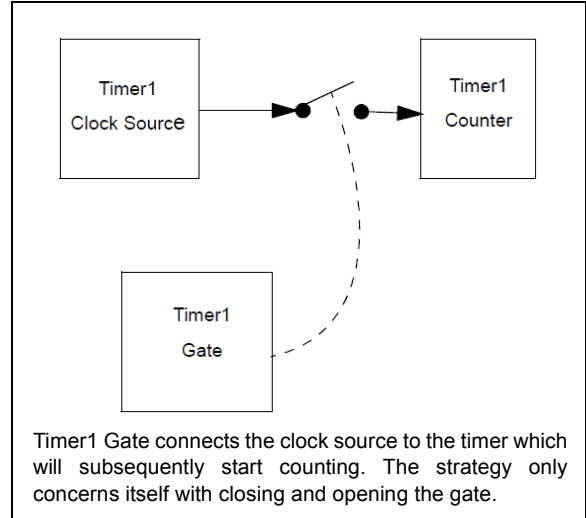 Timer1
Clock Source
Timer1
Counter
Timer1
Gate
Timer1 Gate connects the clock source to the timer which
will subsequently start counting. The strategy only
concerns itself with closing and opening the gate.